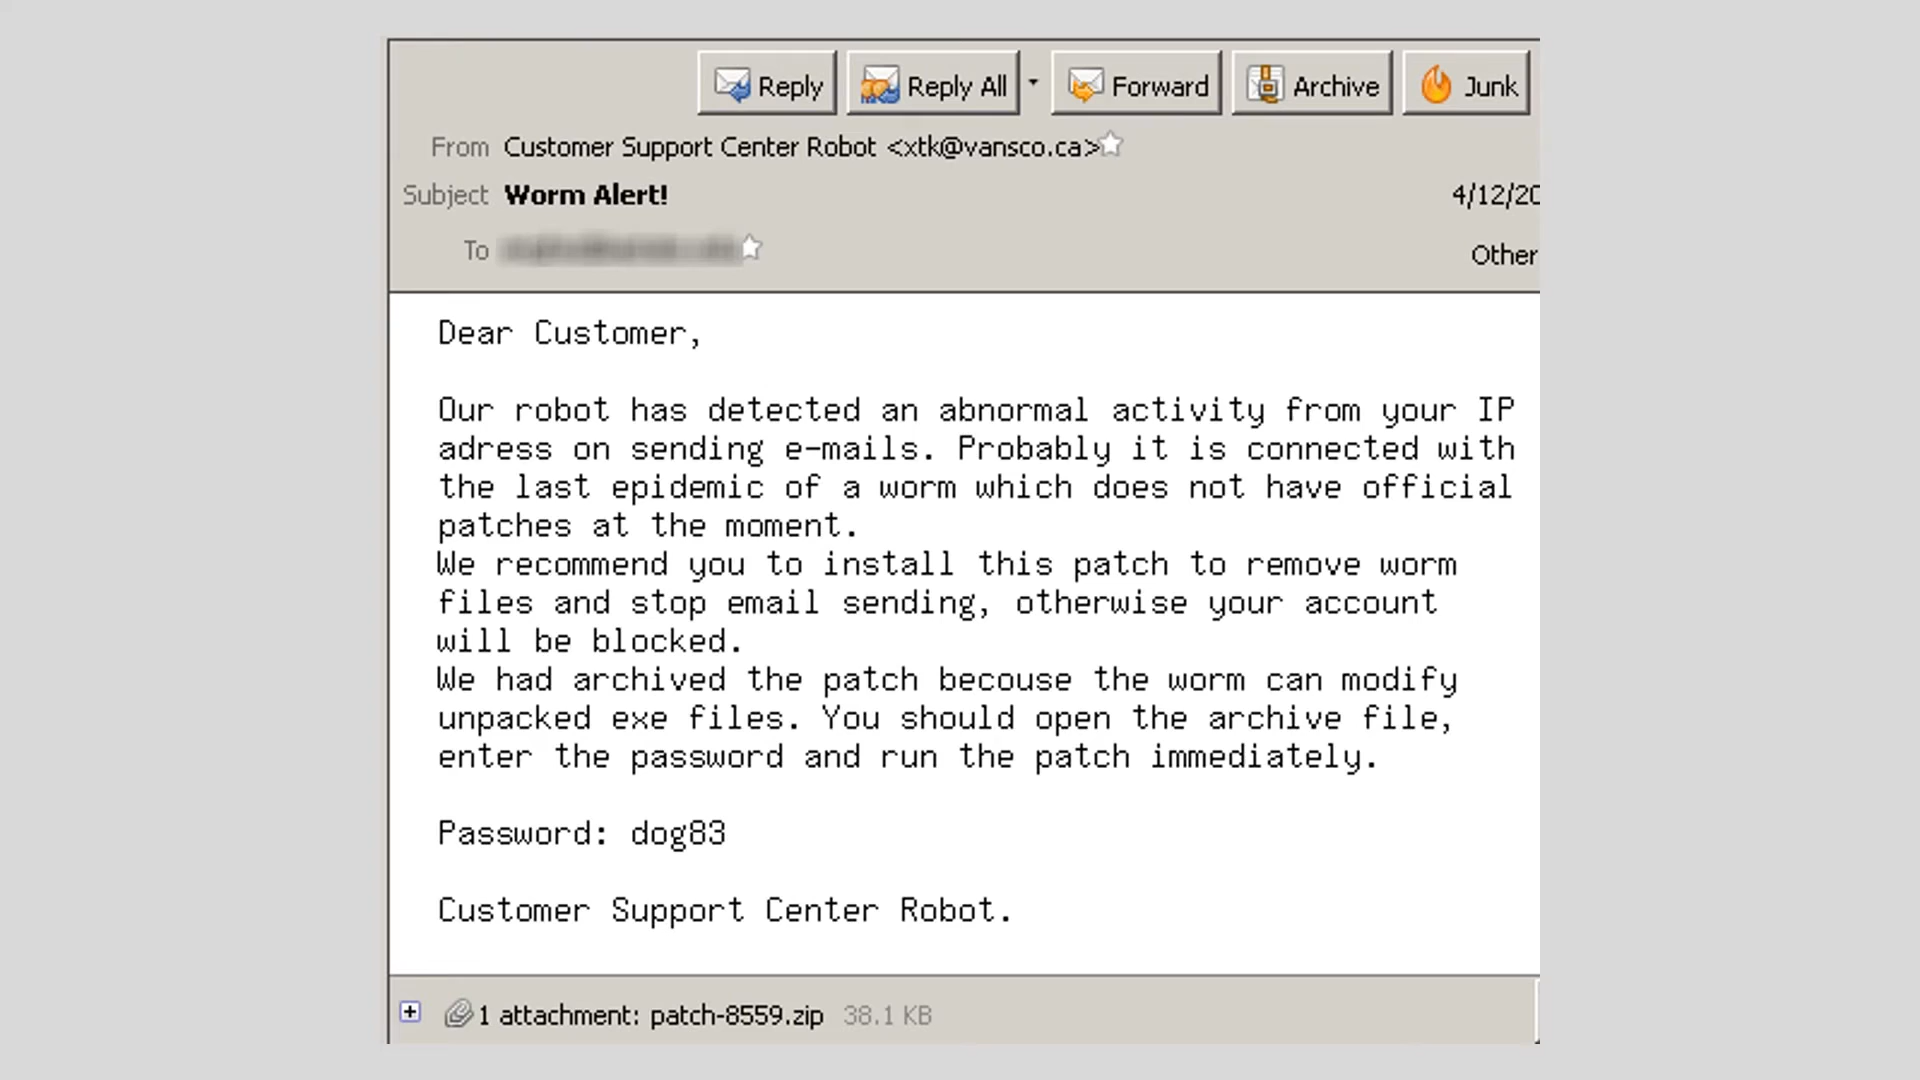 Reply Reply All Forward Archive Junk
From Customer Support Center Robot <xtk@vansco.ca>
Subject Worm Alert! 4/12/20
To
Other
Dear Customer,
Our robot has detected an abnormal activity from your IP
adress on sending e-mails. Probably it is connected with
the last epidemic of a worm which does not have official
patches at the moment.
We recommend you to install this patch to remove worm
files and stop email sending, otherwise your account
will be blocked.
We had archived the patch becouse the worm can modify
unpacked exe files. You should open the archive file,
enter the password and run the patch immediately.
Password: dog83
Customer Support Center Robot.
1 attachment: patch-8559.zip 38.1 KB